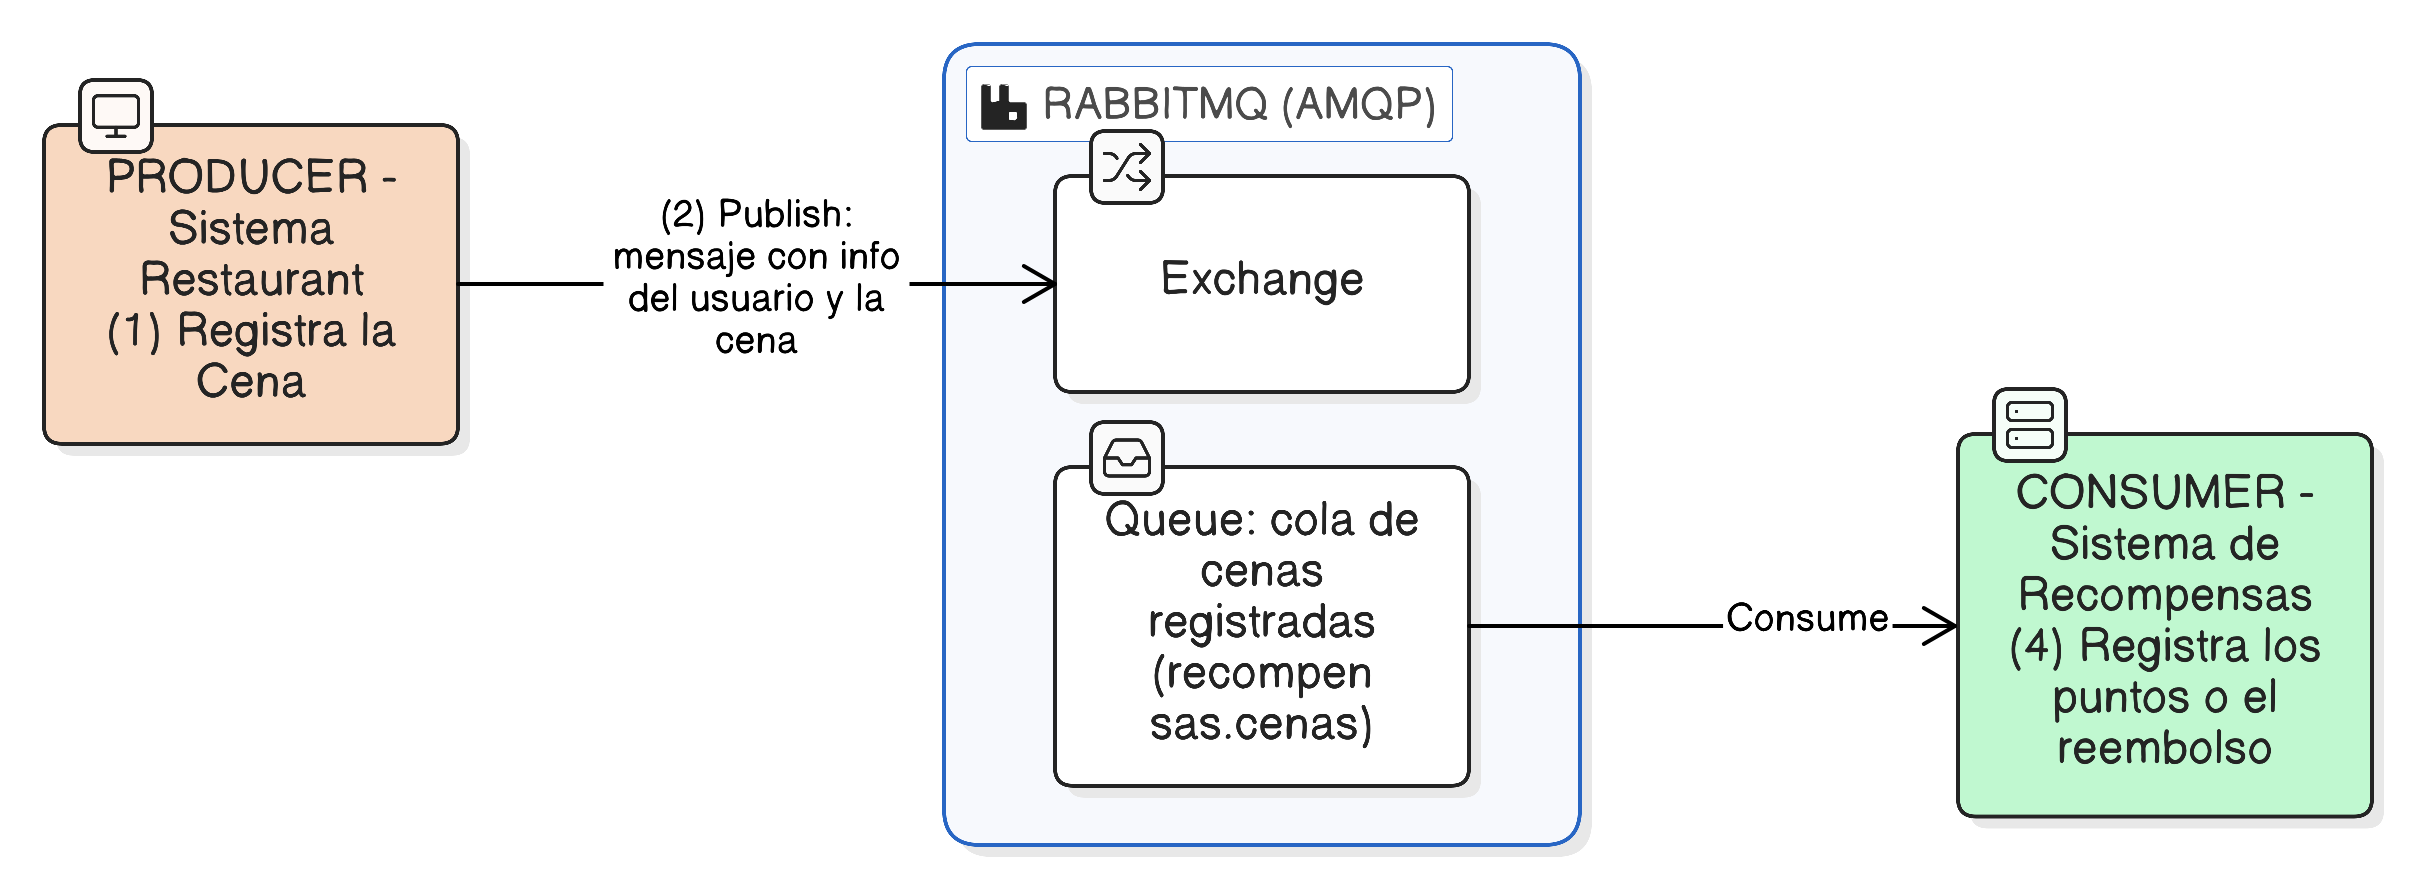 PRODUCER -
Sistema
Restaurant
(1) Registra la
Cena
(2) Publish:
mensaje con info
del usuario y la
cena
RABBITMQ (AMQP)
Exchange
Queue: cola de
cenas
registradas
(recompen
sas.cenas)
Consume
CONSUMER -
Sistema de
Recompensas
(4) Registra los
puntos o el
reembolso